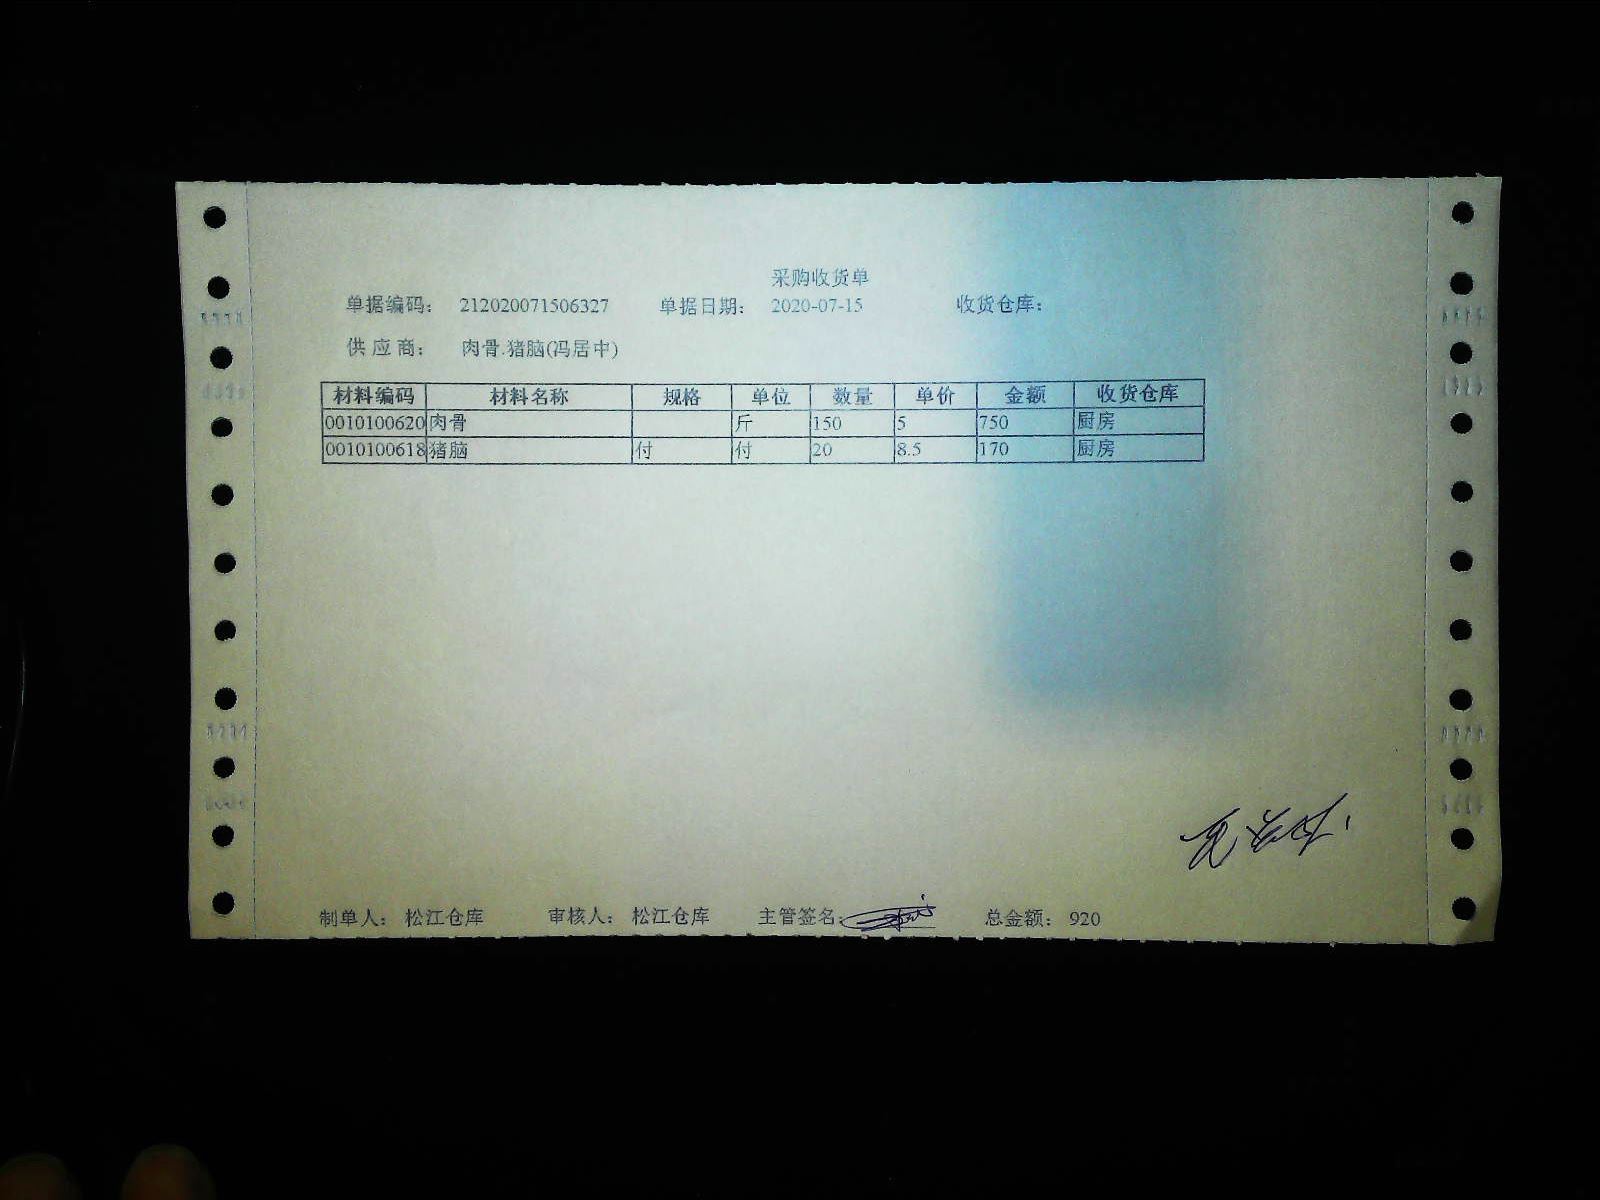 采购收货单
单据编码: 212020071506327 单据日期: 2020-07-15 收货仓库:
供 应 商: 肉骨.猪脑(冯居中)
材料编码 材料名称 规格 单位 数量 单价 金额 收货仓库
0010100620 肉骨 斤 150 5 750 厨房
0010100618 猪脑 付 付 20 8.5 170 厨房
制单人: 松江仓库 审核人: 松江仓库 主管签名: 总金额: 920